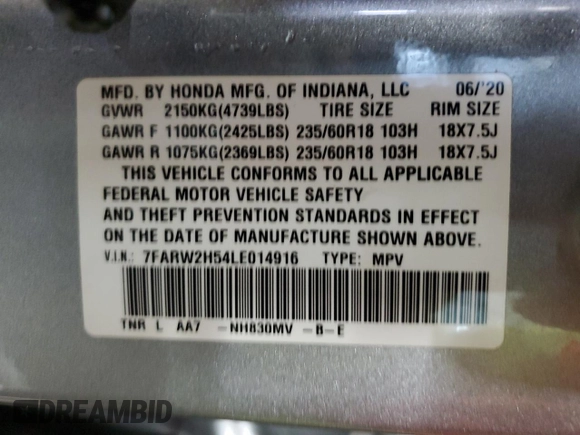 MFD. BY HONDA MFG. OF INDIANA, LLC 06/'20
GVWR 2150KG(4739LBS) TIRE SIZE RIM SIZE
GAWR F 1100KG(2425LBS) 235/60R18 103H 18X7.5J
GAWR R 1075KG(2369LBS) 235/60R18 103H 18X7.5J
THIS VEHICLE CONFORMS TO ALL APPLICABLE
FEDERAL MOTOR VEHICLE SAFETY
AND THEFT PREVENTION STANDARDS IN EFFECT
ON THE DATE OF MANUFACTURE SHOWN ABOVE.
V.I.N.: 7FARW2H54LE014916 TYPE: MPV
TNR L AA7 -NH830MV -B-E
DREAMBID